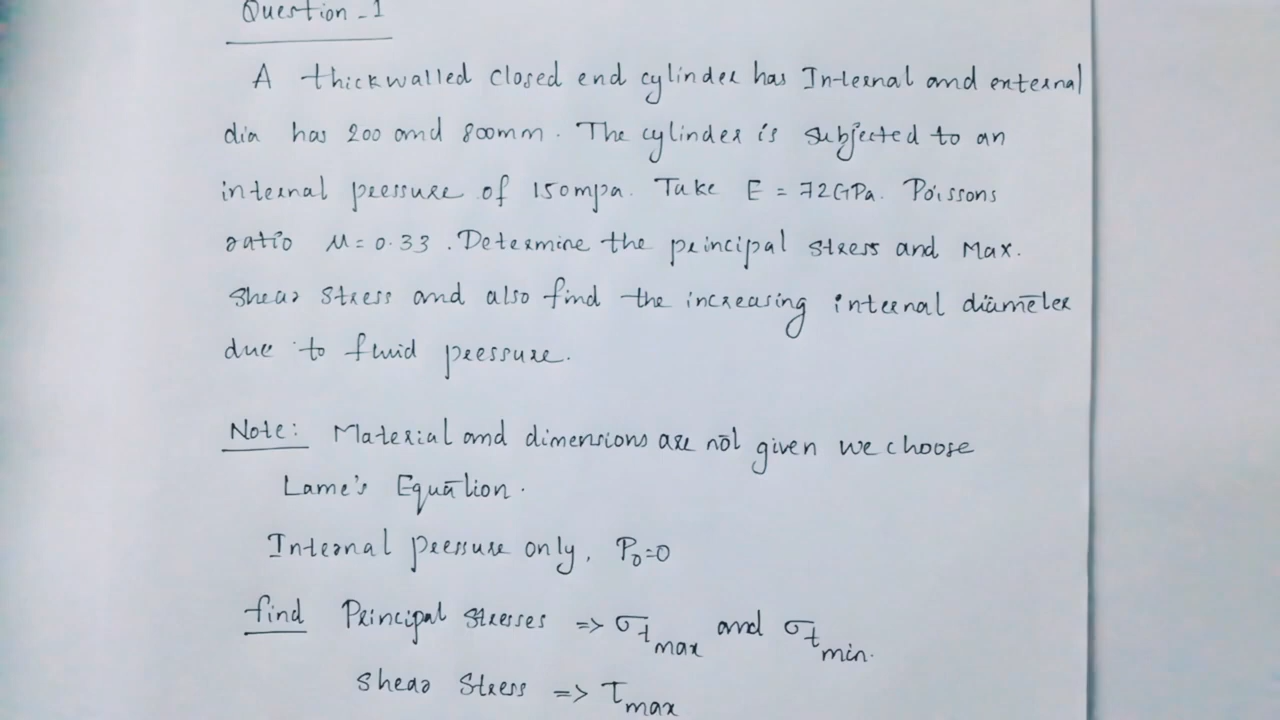 Question - 1
A thickwalled closed end cylinder has Internal and external
dia has 200 and 800mm. The cylinder is subjected to an
internal pressure of 150mpa. Take E = 72GPa. Poissons
ratio μ = 0.33. Determine the principal stress and Max.
Shear stress and also find the increasing internal diameter
due to fluid pressure.
Note: Material and dimensions are not given we choose
Lame's Equation.
Internal pressure only, P₀=0
find Principal Stresses => σt max and σt min.
Shear Stress => τmax